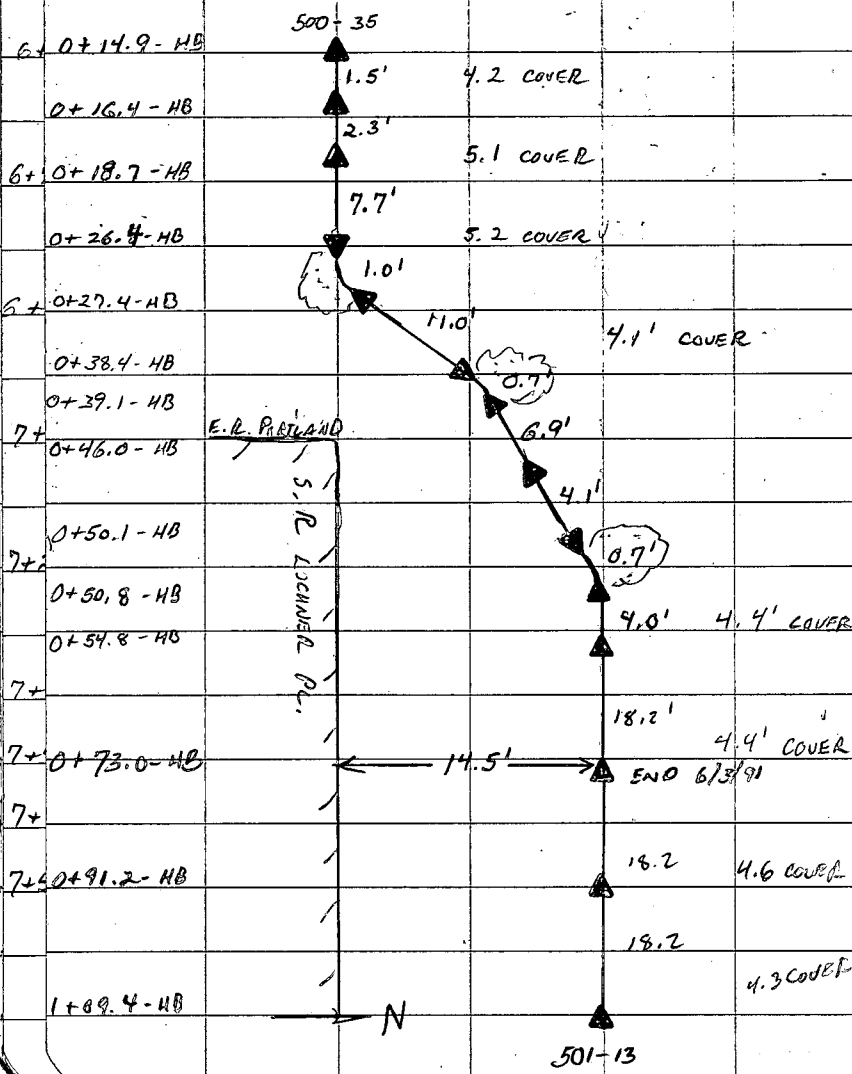 500-35
6+ 0+14.9-HB
1.5' 4.2 COVER
0+16.4-HB
2.3'
6+ 0+18.7-HB 5.1 COVER
7.7'
0+26.4-HB 5.2 COVER
1.0'
6+ 0+27.4-HB
11.0' 4.1' COVER
0+38.4-HB 0.7'
0+39.1-HB
7+ E.R. PARTLAND 6.9'
0+46.0-HB
4.1'
S.R LOCHNER PL.
0+50.1-HB 0.7'
7+
0+50.8-HB
0+54.8-HB 4.0' 4.4' COVER
7+
18.2' 4.4' COVER
7+ 0+73.0-HB 14.5' END 6/3/91
7+
7+ 0+91.2-HB 18.2 4.6 COVER
18.2
4.3 COVER
1+09.4-HB N
501-13